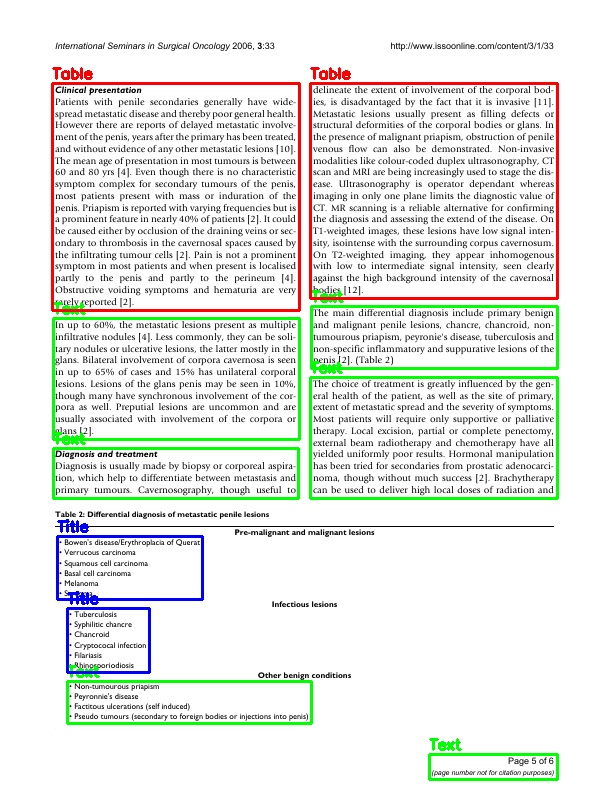 International Seminars in Surgical Oncology 2006, 3:33
http://www.issoonline.com/content/3/1/33
Table
Clinical presentation
Patients with penile secondaries generally have wide-
spread metastatic disease and thereby poor general health.
However there are reports of delayed metastatic involve-
ment of the penis, years after the primary has been treated,
and without evidence of any other metastatic lesions [10].
The mean age of presentation in most tumours is between
60 and 80 yrs [4]. Even though there is no characteristic
symptom complex for secondary tumours of the penis,
most patients present with mass or induration of the
penis. Priapism is reported with varying frequencies but is
a prominent feature in nearly 40% of patients [2]. It could
be caused either by occlusion of the draining veins or sec-
ondary to thrombosis in the cavernosal spaces caused by
the infiltrating tumour cells [2]. Pain is not a prominent
symptom in most patients and when present is localised
partly to the penis and partly to the perineum [4].
Obstructive voiding symptoms and hematuria are very
rarely reported [2].
Text
In up to 60%, the metastatic lesions present as multiple
infiltrative nodules [4]. Less commonly, they can be soli-
tary nodules or ulcerative lesions, the latter mostly in the
glans. Bilateral involvement of corpora cavernosa is seen
in up to 65% of cases and 15% has unilateral corporal
lesions. Lesions of the glans penis may be seen in 10%,
though many have synchronous involvement of the cor-
pora as well. Preputial lesions are uncommon and are
usually associated with involvement of the corpora or
glans [2].
Text
Diagnosis and treatment
Diagnosis is usually made by biopsy or corporeal aspira-
tion, which help to differentiate between metastasis and
primary tumours. Cavernosography, though useful to
Table
delineate the extent of involvement of the corporal bod-
ies, is disadvantaged by the fact that it is invasive [11].
Metastatic lesions usually present as filling defects or
structural deformities of the corporal bodies or glans. In
the presence of malignant priapism, obstruction of penile
venous flow can also be demonstrated. Non-invasive
modalities like colour-coded duplex ultrasonography, CT
scan and MRI are being increasingly used to stage the dis-
ease. Ultrasonography is operator dependant whereas
imaging in only one plane limits the diagnostic value of
CT. MR scanning is a reliable alternative for confirming
the diagnosis and assessing the extend of the disease. On
T1-weighted images, these lesions have low signal inten-
sity, isointense with the surrounding corpus cavernosum.
On T2-weighted imaging, they appear inhomogenous
with low to intermediate signal intensity, seen clearly
against the high background intensity of the cavernosal
bodies [12].
Text
The main differential diagnosis include primary benign
and malignant penile lesions, chancre, chancroid, non-
tumourous priapism, peyronie's disease, tuberculosis and
non-specific inflammatory and suppurative lesions of the
penis [2]. (Table 2)
Text
The choice of treatment is greatly influenced by the gen-
eral health of the patient, as well as the site of primary,
extent of metastatic spread and the severity of symptoms.
Most patients will require only supportive or palliative
therapy. Local excision, partial or complete penectomy,
external beam radiotherapy and chemotherapy have all
yielded uniformly poor results. Hormonal manipulation
has been tried for secondaries from prostatic adenocarci-
noma, though without much success [2]. Brachytherapy
can be used to deliver high local doses of radiation and
Table 2: Differential diagnosis of metastatic penile lesions
Pre-malignant and malignant lesions
Title
• Bowen's disease/Erythroplacia of Querat
• Verrucous carcinoma
• Squamous cell carcinoma
• Basal cell carcinoma
• Melanoma
Infectious lesions
Title
• Tuberculosis
• Syphilitic chancre
• Chancroid
• Cryptococal infection
• Filariasis
• Rhinosporiodiosis
Other benign conditions
Text
• Non-tumourous priapism
• Peyronnie's disease
• Factitous ulcerations (self induced)
• Pseudo tumours (secondary to foreign bodies or injections into penis)
Text
Page 5 of 6
(page number not for citation purposes)